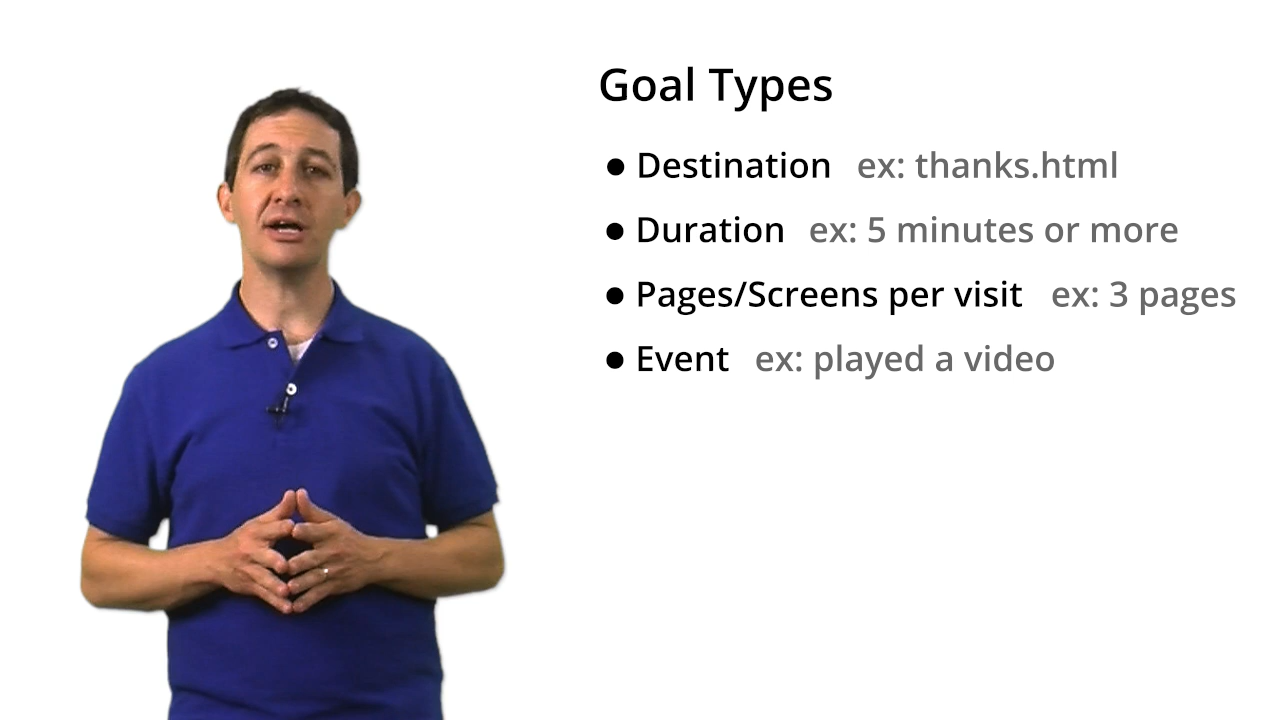 Goal Types
● Destination ex: thanks.html
● Duration ex: 5 minutes or more
● Pages/Screens per visit ex: 3 pages
● Event ex: played a video